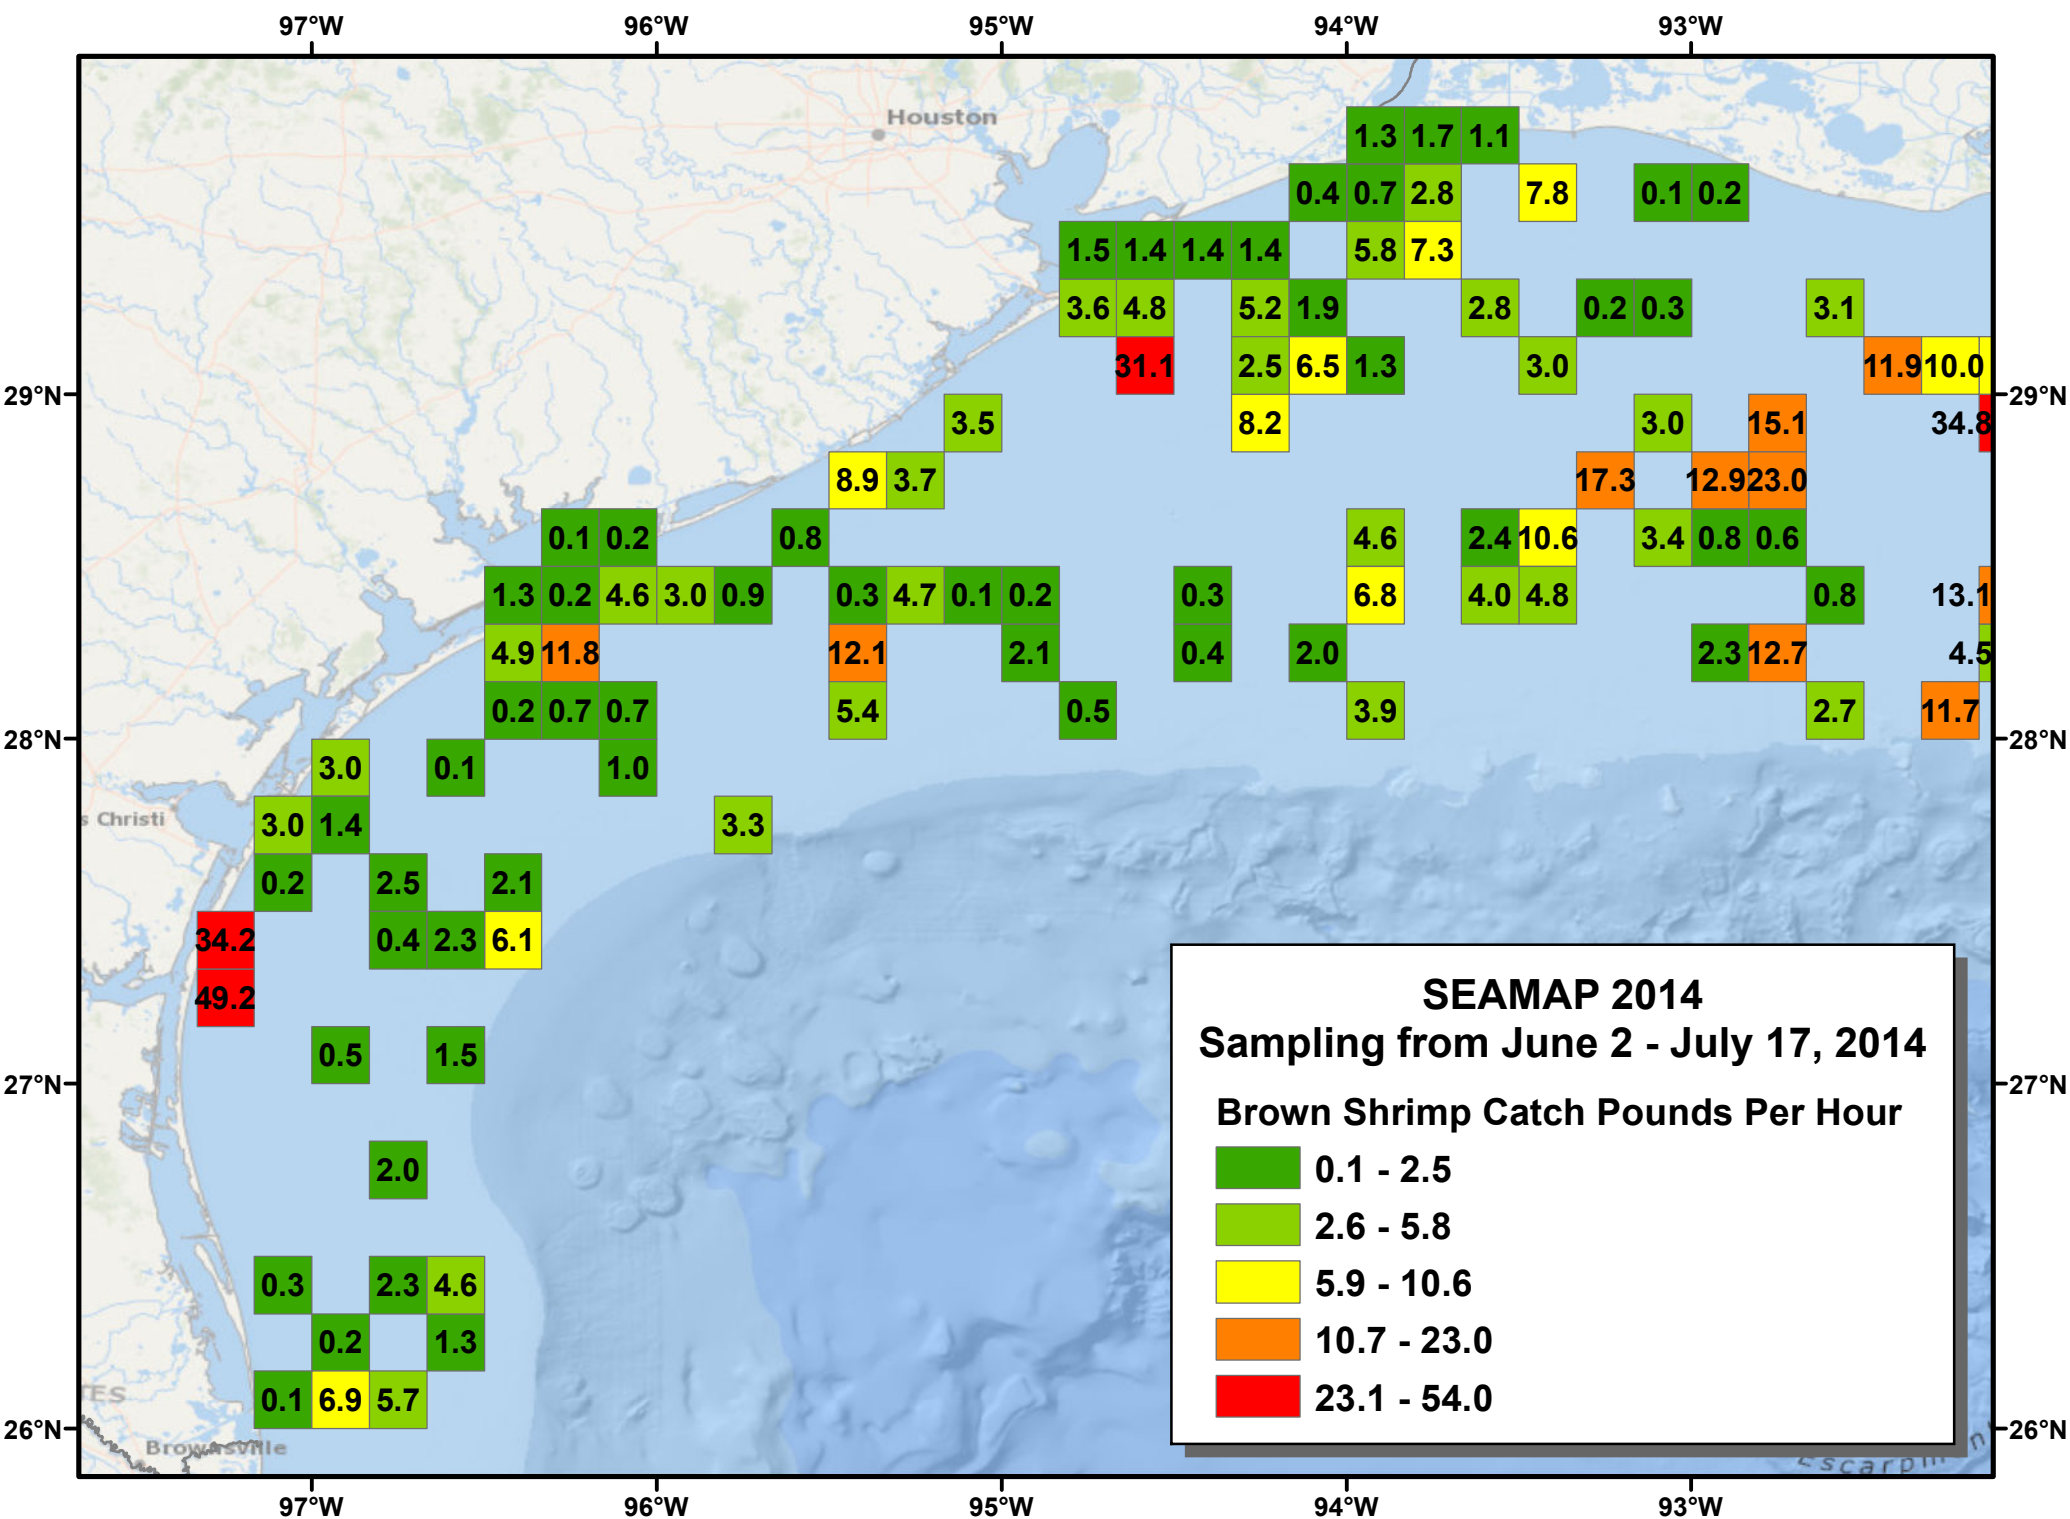 97°W 96°W 95°W 94°W 93°W
Houston
1.3 1.7 1.1
0.4 0.7 2.8 7.8 0.1 0.2
1.5 1.4 1.4 1.4 5.8 7.3
3.6 4.8 5.2 1.9 2.8 0.2 0.3 3.1
31.1 2.5 6.5 1.3 3.0 11.9 10.0
29°N 29°N
3.5 8.2 3.0 15.1 34.8
8.9 3.7 17.3 12.9 23.0
0.1 0.2 0.8 4.6 2.4 10.6 3.4 0.8 0.6
1.3 0.2 4.6 3.0 0.9 0.3 4.7 0.1 0.2 0.3 6.8 4.0 4.8 0.8 13.1
4.9 11.8 12.1 2.1 0.4 2.0 2.3 12.7 4.5
0.2 0.7 0.7 5.4 0.5 3.9 2.7 11.7
28°N 28°N
3.0 0.1 1.0
s Christi 3.0 1.4 3.3
0.2 2.5 2.1
34.2 0.4 2.3 6.1
49.2
0.5 1.5
27°N 27°N
2.0
0.3 2.3 4.6
0.2 1.3
TES 0.1 6.9 5.7
26°N 26°N
Brownsville
SEAMAP 2014
Sampling from June 2 - July 17, 2014
Brown Shrimp Catch Pounds Per Hour
0.1 - 2.5
2.6 - 5.8
5.9 - 10.6
10.7 - 23.0
23.1 - 54.0
97°W 96°W 95°W 94°W 93°W